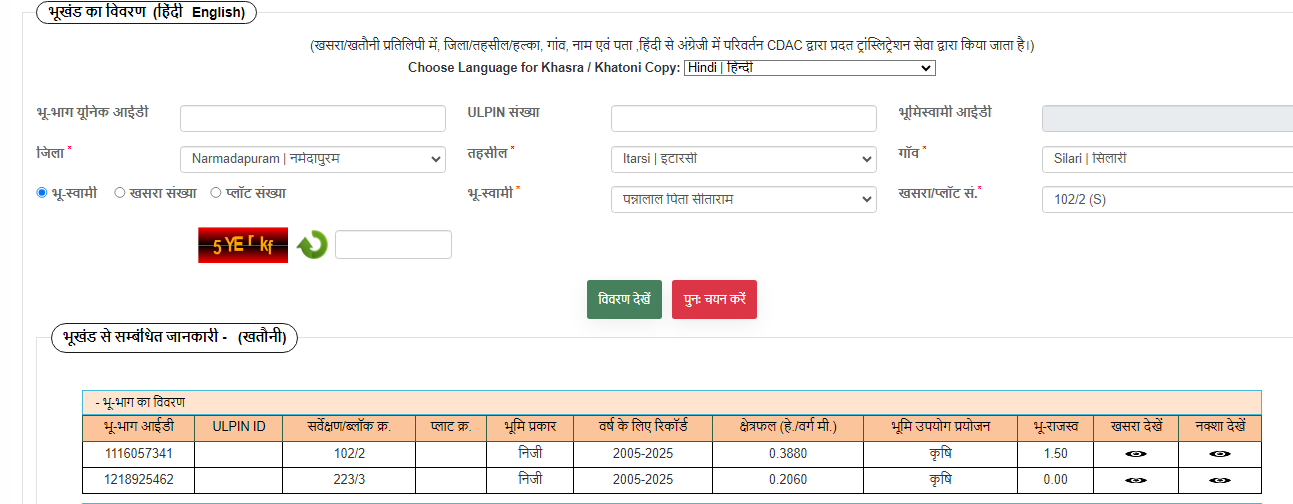 भूखंड का विवरण (हिंदी English)
(खसरा/खतौनी प्रतिलिपी में, जिला/तहसील/हल्का, गांव, नाम एवं पता ,हिंदी से अंग्रेजी में परिवर्तन CDAC द्वारा प्रदत ट्रांस्लिट्रेशन सेवा द्वारा किया जाता है।)
Choose Language for Khasra / Khatoni Copy: Hindi | हिन्दी
भू-भाग यूनिक आईडी ULPIN संख्या भूमिस्वामी आईडी
जिला * Narmadapuram | नर्मदापुरम तहसील * Itarsi | इटारसी गाँव * Silari | सिलारी
भू-स्वामी खसरा संख्या प्लॉट संख्या भू-स्वामी * पन्नालाल पिता सीताराम खसरा/प्लॉट सं.* 102/2 (S)
5YErkf
विवरण देखें पुनः चयन करें
भूखंड से सम्बंधित जानकारी - (खतौनी)
- भू-भाग का विवरण
भू-भाग आईडी ULPIN ID सर्वेक्षण/ब्लॉक क्र. प्लाट क्र. भूमि प्रकार वर्ष के लिए रिकॉर्ड क्षेत्रफल (हे./वर्ग मी.) भूमि उपयोग प्रयोजन भू-राजस्व खसरा देखें नक्शा देखें
1116057341 102/2 निजी 2005-2025 0.3880 कृषि 1.50
1218925462 223/3 निजी 2005-2025 0.2060 कृषि 0.00